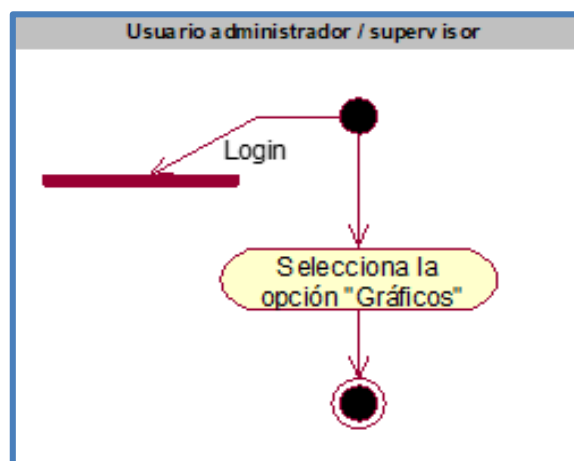 Usuario administrador / supervisor
Login
Selecciona la
opción "Gráficos"